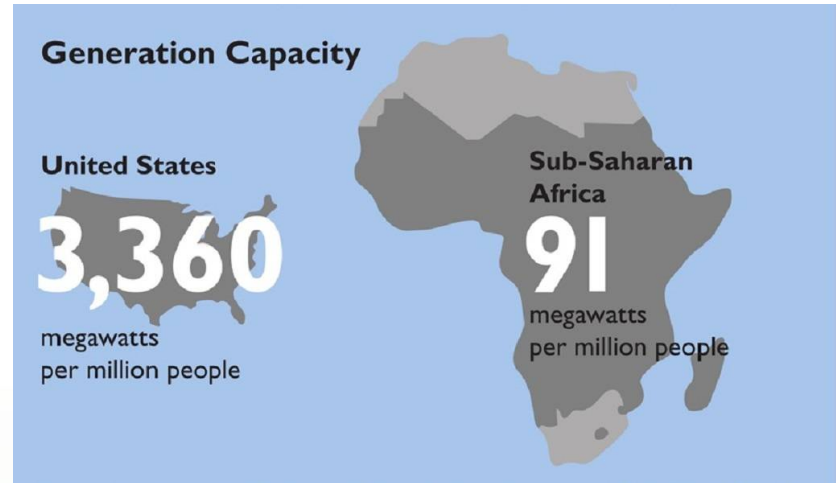 Generation Capacity
United States
3,360
megawatts
per million people
Sub-Saharan
Africa
91
megawatts
per million people